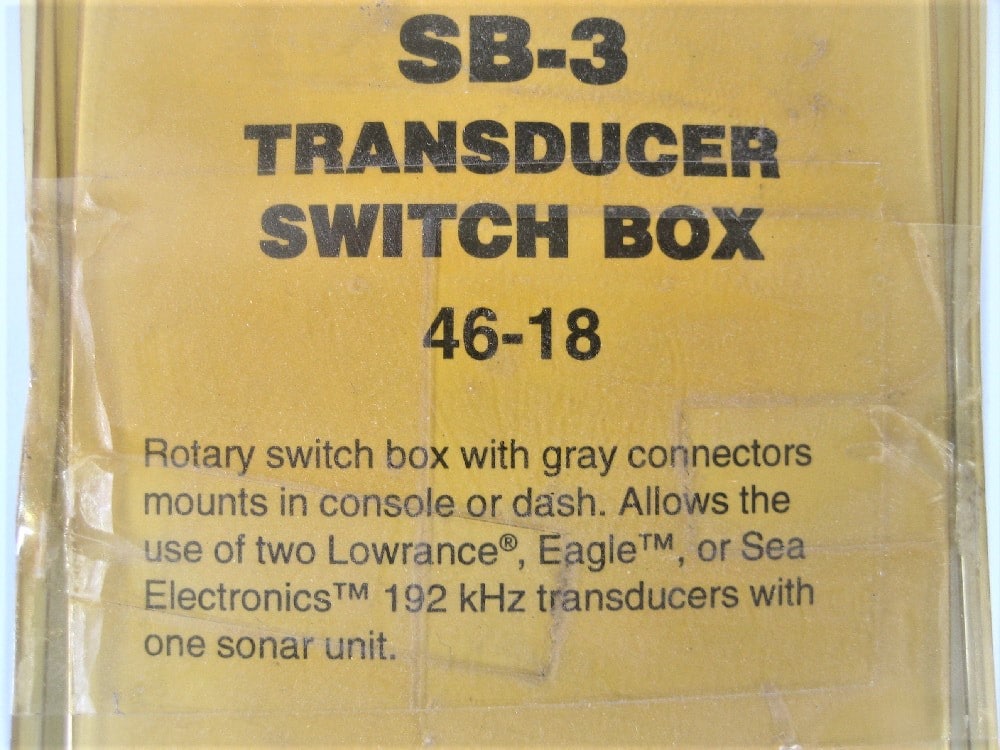 SB-3
TRANSDUCER
SWITCH BOX
46-18
Rotary switch box with gray connectors
mounts in console or dash. Allows the
use of two Lowrance®, Eagle™, or Sea
Electronics™ 192 kHz transducers with
one sonar unit.